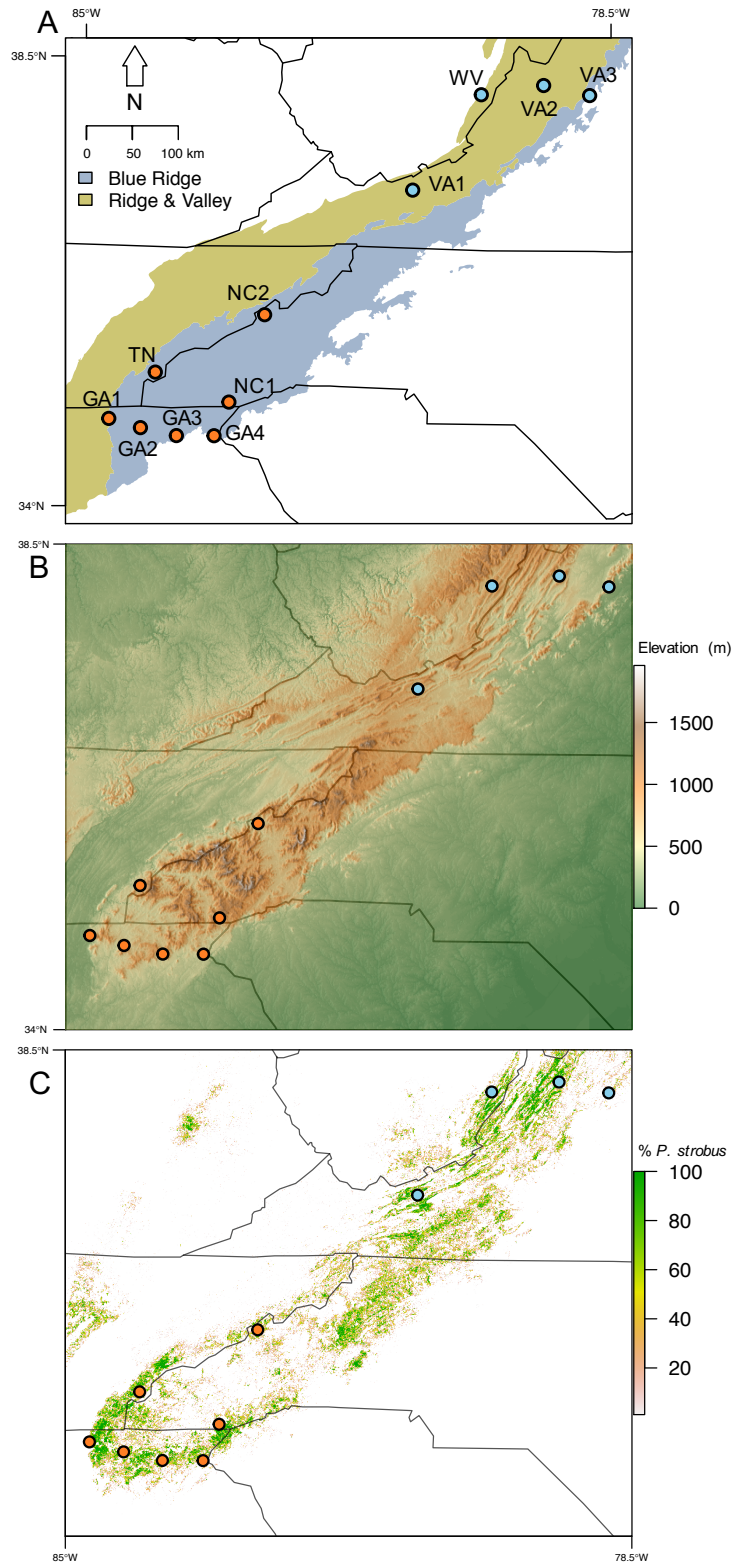 A
85°W
78.5°W
38.5°N
N
0 50 100 km
Blue Ridge
Ridge & Valley
WV
VA3
VA2
VA1
NC2
TN
NC1
GA1
GA3
GA2
GA4
34°N
B
38.5°N
Elevation (m)
1500
1000
500
0
34°N
C
38.5°N
% P. strobus
100
80
60
40
20
85°W
78.5°W